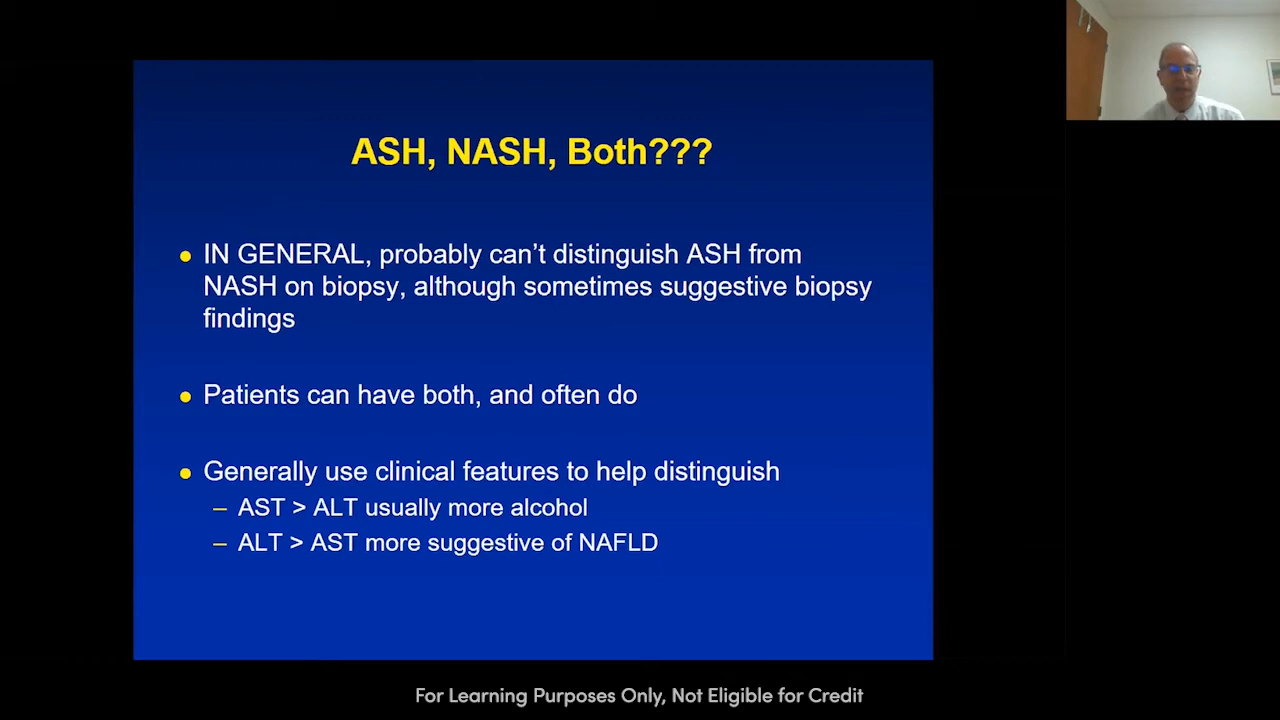 ASH, NASH, Both???
• IN GENERAL, probably can’t distinguish ASH from
NASH on biopsy, although sometimes suggestive biopsy
findings
• Patients can have both, and often do
• Generally use clinical features to help distinguish
– AST > ALT usually more alcohol
– ALT > AST more suggestive of NAFLD
For Learning Purposes Only, Not Eligible for Credit